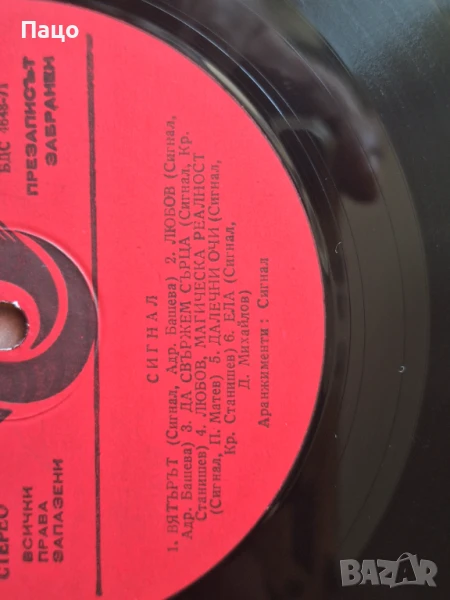 Пацо
СТЕРЕО
ВСИЧКИ
ПРАВА
ЗАПАЗЕНИ
БДС 4648-71
ПРЕЗАПИСЪТ
ЗАБРАНЕН
СИГНАЛ
1. ВЯТЪРЪТ (Сигнал, Адр. Башева) 2. ЛЮБОВ (Сигнал,
Адр. Башева) 3. ДА СВЪРЖЕМ СЪРЦА (Сигнал, Кр.
Станишев) 4. ЛЮБОВ, МАГИЧЕСКА РЕАЛНОСТ
(Сигнал, П. Матев) 5. ДАЛЕЧНИ ОЧИ (Сигнал,
Кр. Станишев) 6. ЕЛА (Сигнал,
Д. Михайлов)
Аранжименти: Сигнал
BAZAR.bg